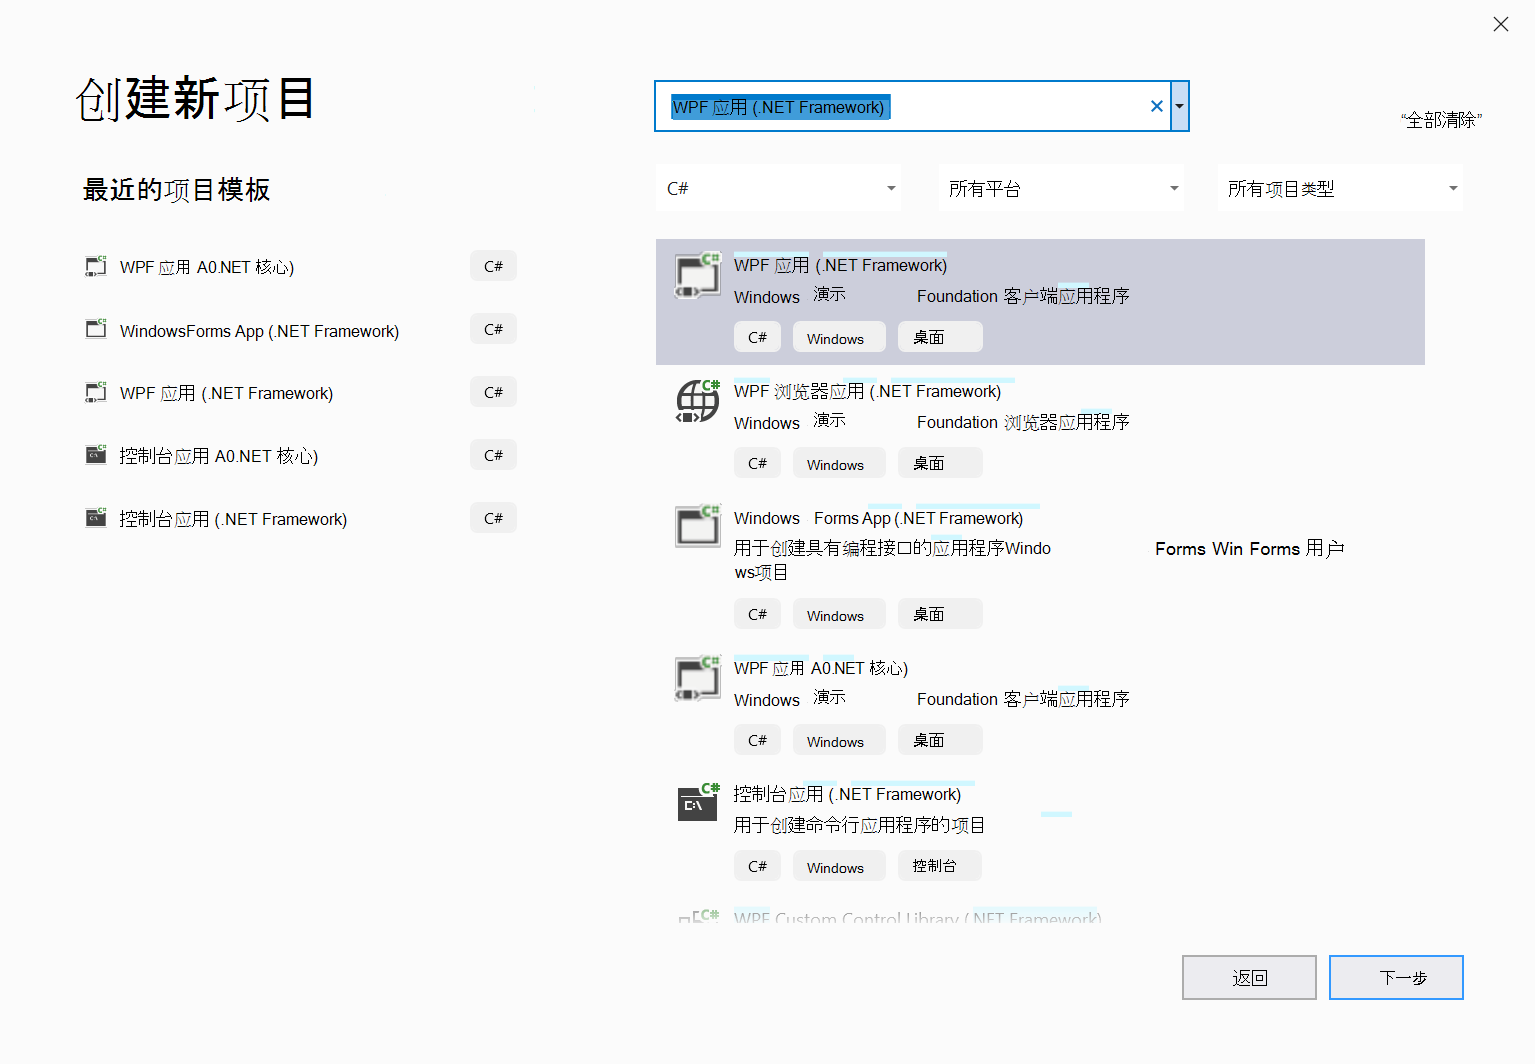 创建新项目
WPF 应用 (.NET Framework)
“全部清除”
最近的项目模板
C#
所有平台
所有项目类型
WPF 应用 A0.NET 核心)
C#
WindowsForms App (.NET Framework)
C#
WPF 应用 (.NET Framework)
C#
控制台应用 A0.NET 核心)
C#
控制台应用 (.NET Framework)
C#
WPF 应用 (.NET Framework)
Windows 演示 Foundation 客户端应用程序
C# Windows 桌面
WPF 浏览器应用 (.NET Framework)
Windows 演示 Foundation 浏览器应用程序
C# Windows 桌面
Windows Forms App (.NET Framework)
用于创建具有编程接口的应用程序Windo Forms Win Forms 用户
ws项目
C# Windows 桌面
WPF 应用 A0.NET 核心)
Windows 演示 Foundation 客户端应用程序
C# Windows 桌面
控制台应用 (.NET Framework)
用于创建命令行应用程序的项目
C# Windows 控制台
WPF Custom Control Library (.NET Framework)
返回
下一步